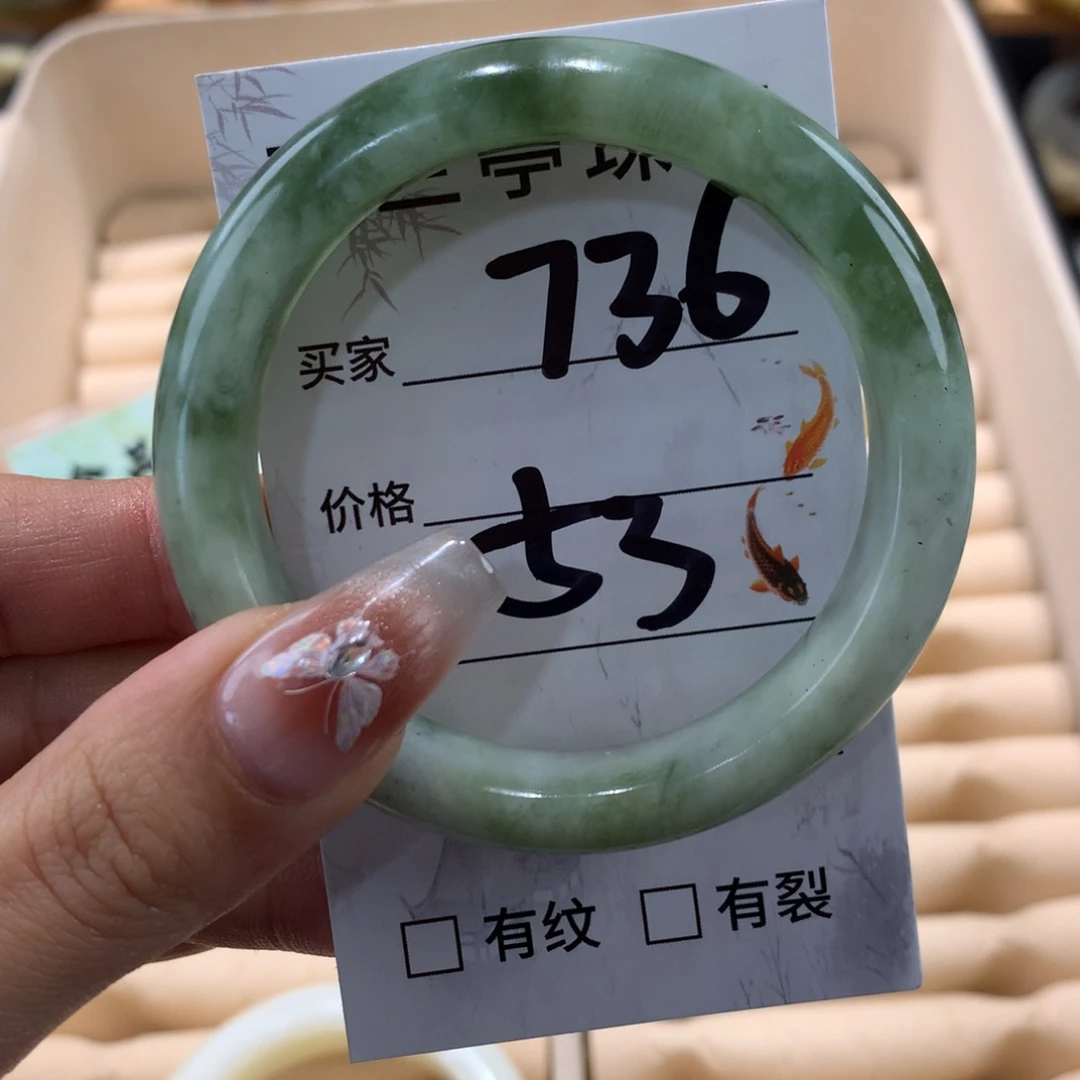 买家 736
价格 53
□ 有纹 □ 有裂